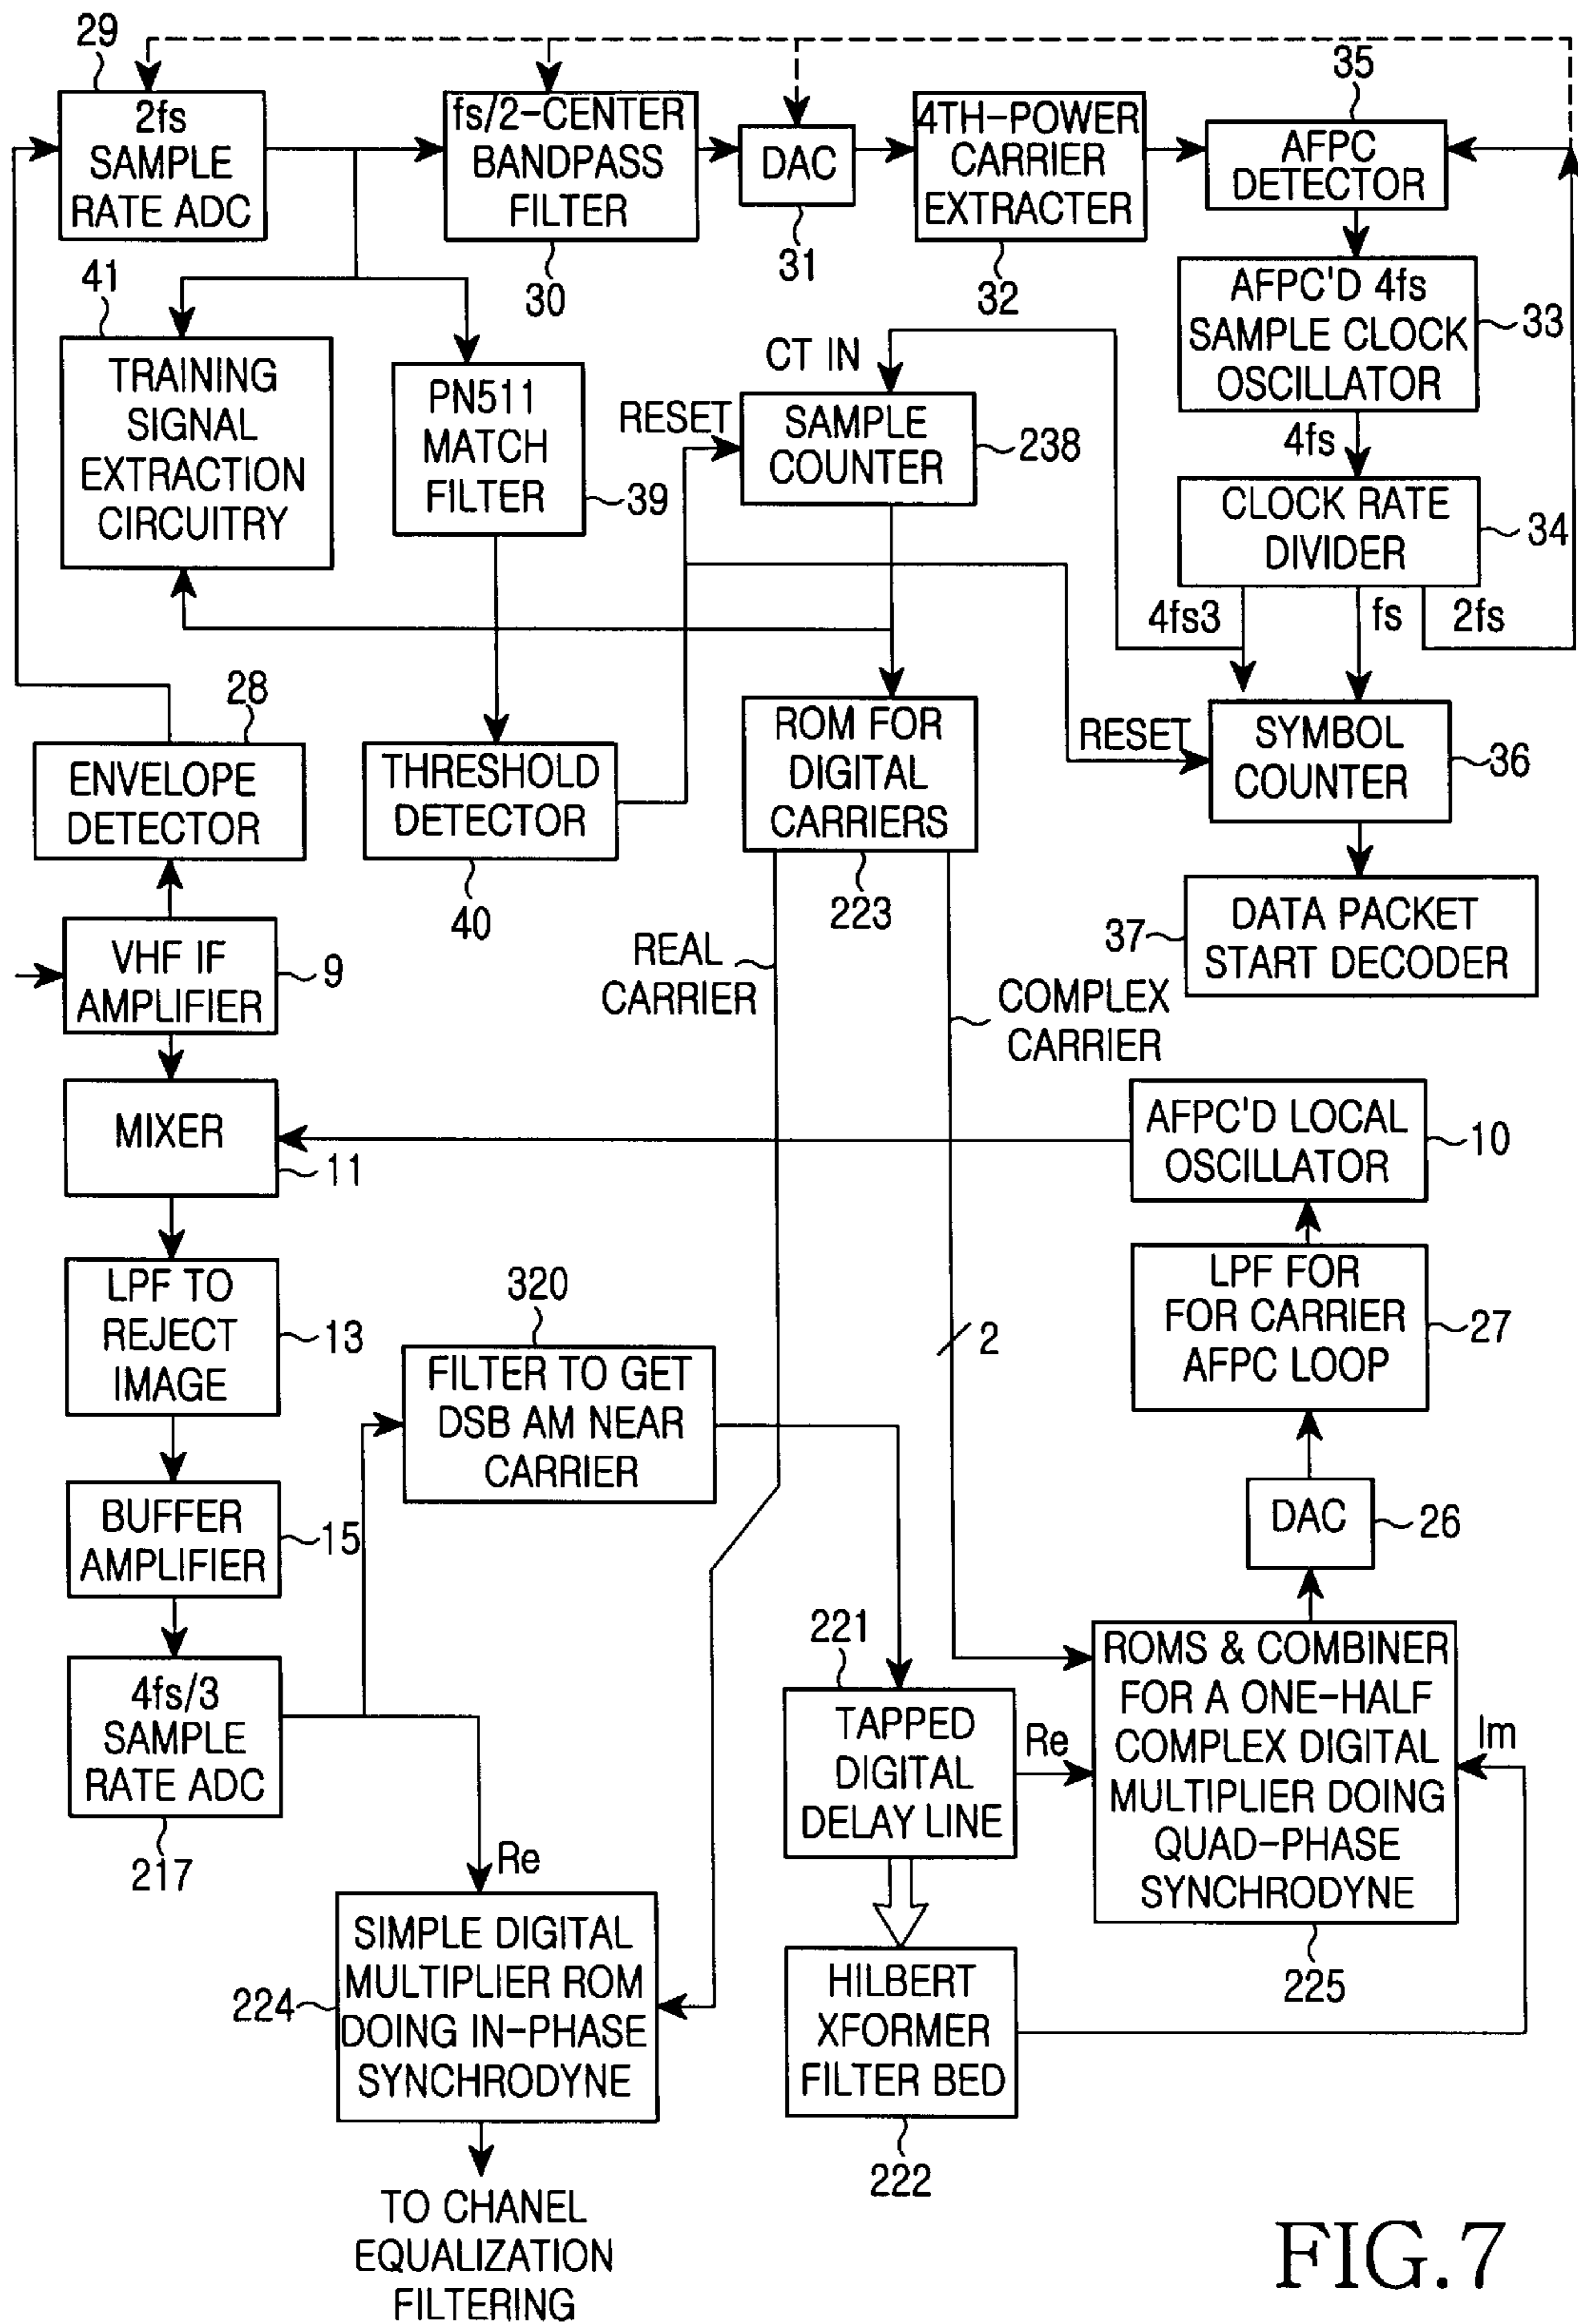 29
2fs
SAMPLE
RATE ADC
fs/2-CENTER
BANDPASS
FILTER
30
DAC
31
4TH-POWER
CARRIER
EXTRACTER
32
35
AFPC
DETECTOR
41
TRAINING
SIGNAL
EXTRACTION
CIRCUITRY
PN511
MATCH
FILTER
39
CT IN
RESET
SAMPLE
COUNTER
238
AFPC'D 4fs
SAMPLE CLOCK
OSCILLATOR
33
4fs
CLOCK RATE
DIVIDER
34
4fs3
fs
2fs
28
ENVELOPE
DETECTOR
THRESHOLD
DETECTOR
40
ROM FOR
DIGITAL
CARRIERS
223
RESET
SYMBOL
COUNTER
36
37
DATA PACKET
START DECODER
VHF IF
AMPLIFIER
9
REAL
CARRIER
COMPLEX
CARRIER
MIXER
11
AFPC'D LOCAL
OSCILLATOR
10
LPF TO
REJECT
IMAGE
13
320
FILTER TO GET
DSB AM NEAR
CARRIER
2
LPF FOR
FOR CARRIER
AFPC LOOP
27
BUFFER
AMPLIFIER
15
DAC
26
4fs/3
SAMPLE
RATE ADC
217
Re
221
TAPPED
DIGITAL
DELAY LINE
Re
ROMS & COMBINER
FOR A ONE-HALF
COMPLEX DIGITAL
MULTIPLIER DOING
QUAD-PHASE
SYNCHRODYNE
Im
225
224
SIMPLE DIGITAL
MULTIPLIER ROM
DOING IN-PHASE
SYNCHRODYNE
HILBERT
XFORMER
FILTER BED
222
TO CHANEL
EQUALIZATION
FILTERING
FIG.7